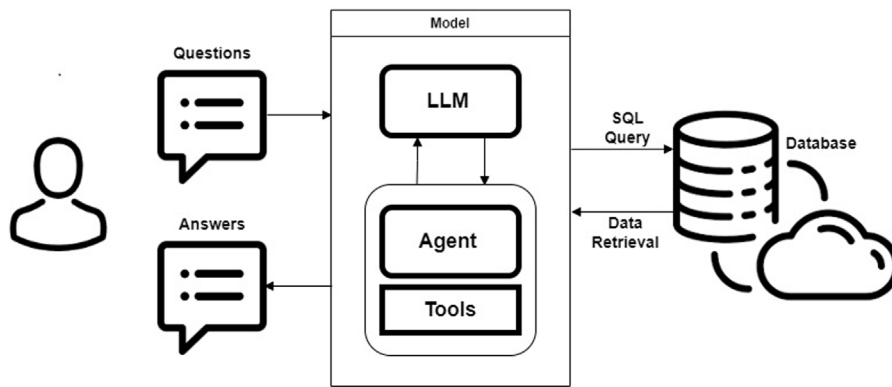 Model
Questions
LLM
SQL
Query
Database
Answers
Agent
Data
Retrieval
Tools